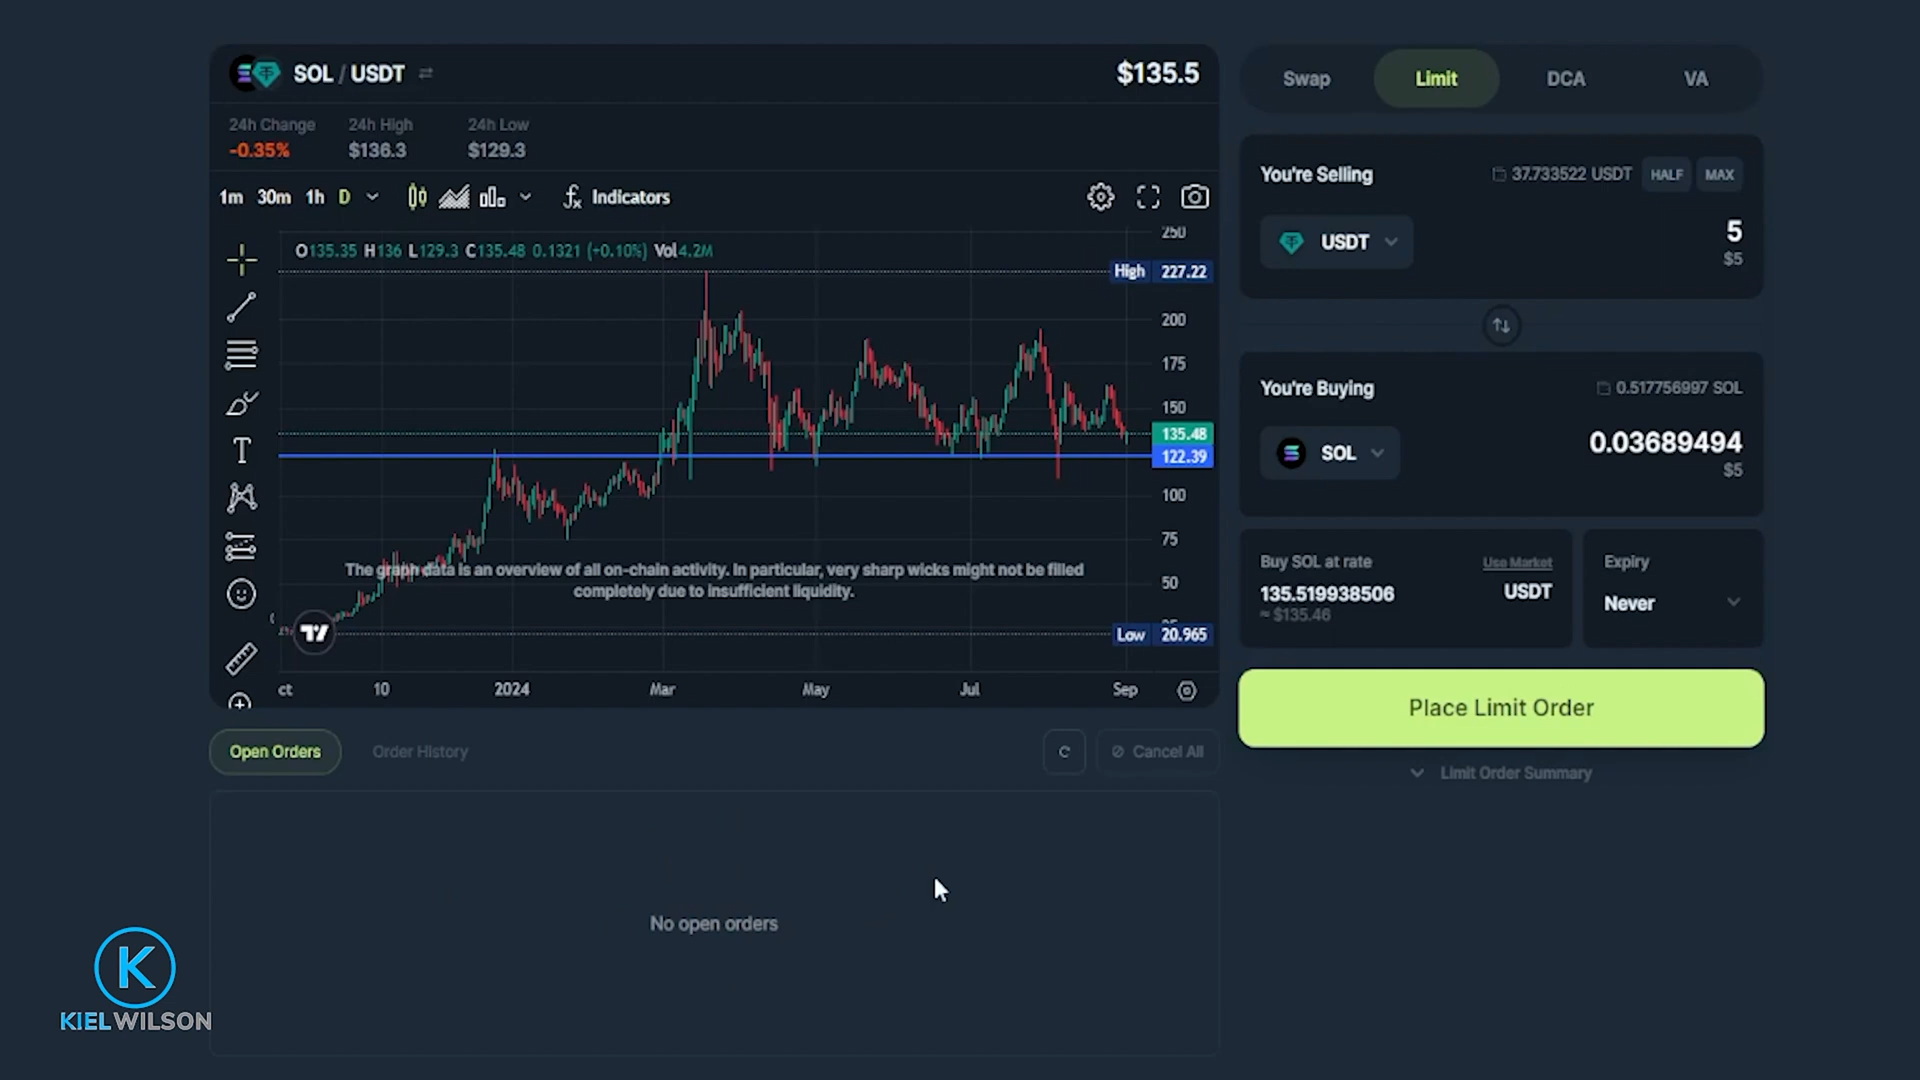 SOL / USDT
$135.5
24h Change
24h High
24h Low
-0.35%
$136.3
$129.3
1m 30m 1h D
Indicators
O135.35 H136 L129.3 C135.48 0.1321 (+0.10%) Vol4.2M
250
High 227.22
200
175
150
135.48
122.39
100
75
50
Low 20.965
The graph data is an overview of all on-chain activity. In particular, very sharp wicks might not be filled
completely due to insufficient liquidity.
ct 10 2024 Mar May Jul Sep
Open Orders
Order History
Cancel All
No open orders
Swap
Limit
DCA
VA
You're Selling
37.733522 USDT
HALF
MAX
USDT
5
$5
You're Buying
0.517756997 SOL
SOL
0.03689494
$5
Buy SOL at rate
Use Market
135.519938506
USDT
≈ $135.46
Expiry
Never
Place Limit Order
Limit Order Summary
K
KIELWILSON